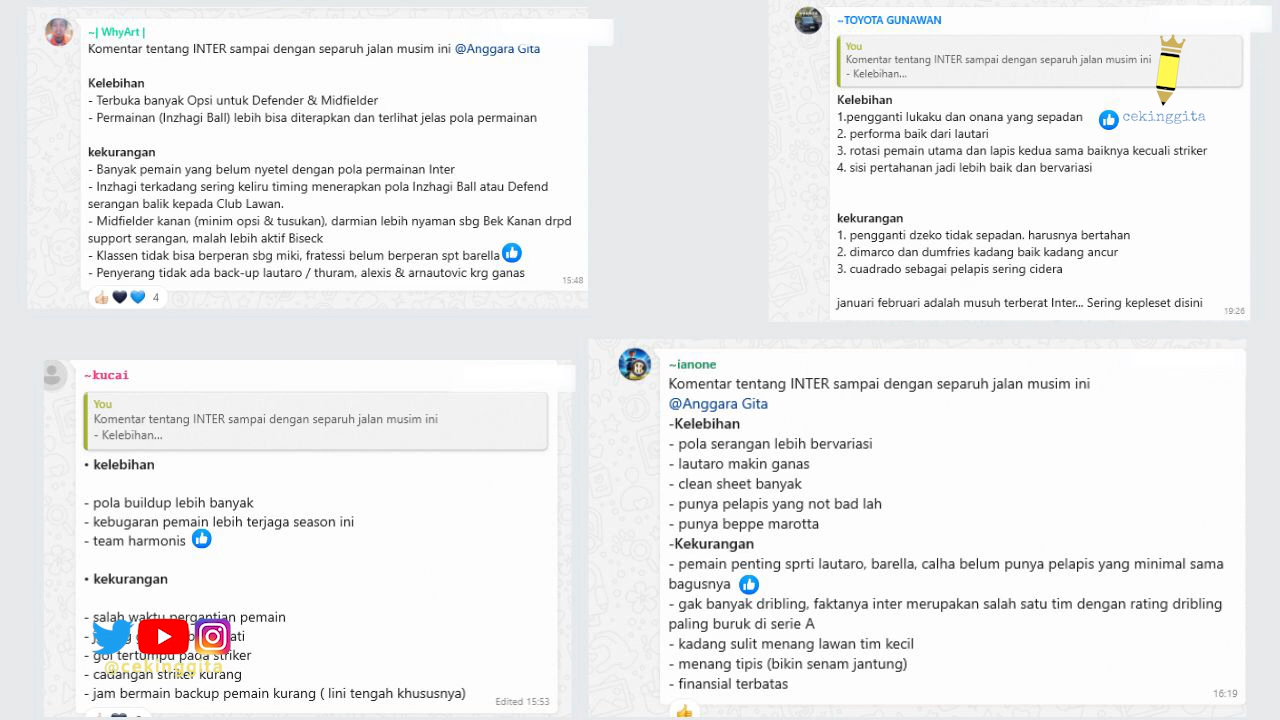 ~| WhyArt |
Komentar tentang INTER sampai dengan separuh jalan musim ini @Anggara Gita
Kelebihan
- Terbuka banyak Opsi untuk Defender & Midfielder
- Permainan (Inzhagi Ball) lebih bisa diterapkan dan terlihat jelas pola permainan
kekurangan
- Banyak pemain yang belum nyetel dengan pola permainan Inter
- Inzhagi terkadang sering keliru timing menerapkan pola Inzhagi Ball atau Defend
serangan balik kepada Club Lawan.
- Midfielder kanan (minim opsi & tusukan), darmian lebih nyaman sbg Bek Kanan drpd
support serangan, malah lebih aktif Biseck
- Klassen tidak bisa berperan sbg miki, fratessi belum berperan spt barella
- Penyerang tidak ada back-up lautaro / thuram, alexis & arnautovic krg ganas
15:48
4
~TOYOTA GUNAWAN
You
Komentar tentang INTER sampai dengan separuh jalan musim ini
- Kelebihan...
Kelebihan
1.pengganti lukaku dan onana yang sepadan
cekinggita
2. performa baik dari lautari
3. rotasi pemain utama dan lapis kedua sama baiknya kecuali striker
4. sisi pertahanan jadi lebih baik dan bervariasi
kekurangan
1. pengganti dzeko tidak sepadan. harusnya bertahan
2. dimarco dan dumfries kadang baik kadang ancur
3. cuadrado sebagai pelapis sering cidera
januari februari adalah musuh terberat Inter... Sering kepleset disini
19:26
~kucai
You
Komentar tentang INTER sampai dengan separuh jalan musim ini
- Kelebihan...
• kelebihan
- pola buildup lebih banyak
- kebugaran pemain lebih terjaga season ini
- team harmonis
• kekurangan
- salah waktu pergantian pemain
- gol tertumpu pada striker
@cekinggita
- cadangan striker kurang
- jam bermain backup pemain kurang ( lini tengah khususnya)
Edited 15:53
~ianone
Komentar tentang INTER sampai dengan separuh jalan musim ini
@Anggara Gita
-Kelebihan
- pola serangan lebih bervariasi
- lautaro makin ganas
- clean sheet banyak
- punya pelapis yang not bad lah
- punya beppe marotta
-Kekurangan
- pemain penting sprti lautaro, barella, calha belum punya pelapis yang minimal sama
bagusnya
- gak banyak dribling, faktanya inter merupakan salah satu tim dengan rating dribling
paling buruk di serie A
- kadang sulit menang lawan tim kecil
- menang tipis (bikin senam jantung)
- finansial terbatas
16:19